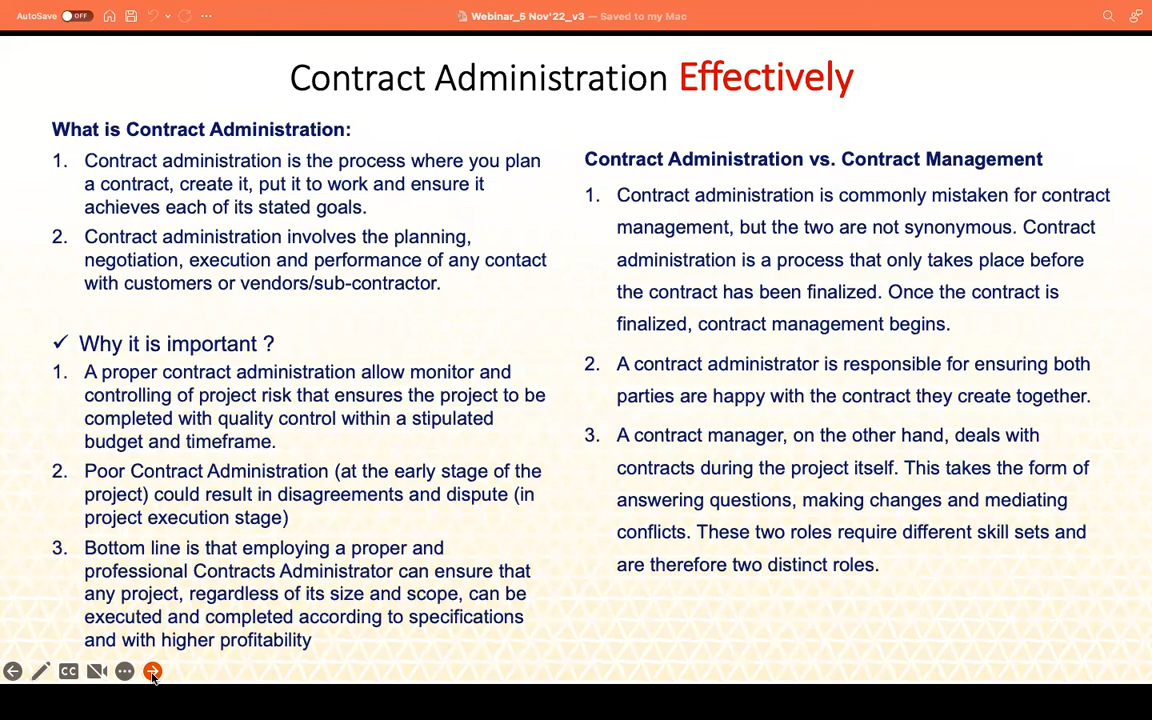 AutoSave OFF
Webinar_5 Nov'22_v3 — Saved to my Mac
Contract Administration Effectively
What is Contract Administration:
1. Contract administration is the process where you plan
a contract, create it, put it to work and ensure it
achieves each of its stated goals.
2. Contract administration involves the planning,
negotiation, execution and performance of any contact
with customers or vendors/sub-contractor.
✓ Why it is important ?
1. A proper contract administration allow monitor and
controlling of project risk that ensures the project to be
completed with quality control within a stipulated
budget and timeframe.
2. Poor Contract Administration (at the early stage of the
project) could result in disagreements and dispute (in
project execution stage)
3. Bottom line is that employing a proper and
professional Contracts Administrator can ensure that
any project, regardless of its size and scope, can be
executed and completed according to specifications
and with higher profitability
Contract Administration vs. Contract Management
1. Contract administration is commonly mistaken for contract
management, but the two are not synonymous. Contract
administration is a process that only takes place before
the contract has been finalized. Once the contract is
finalized, contract management begins.
2. A contract administrator is responsible for ensuring both
parties are happy with the contract they create together.
3. A contract manager, on the other hand, deals with
contracts during the project itself. This takes the form of
answering questions, making changes and mediating
conflicts. These two roles require different skill sets and
are therefore two distinct roles.
CC